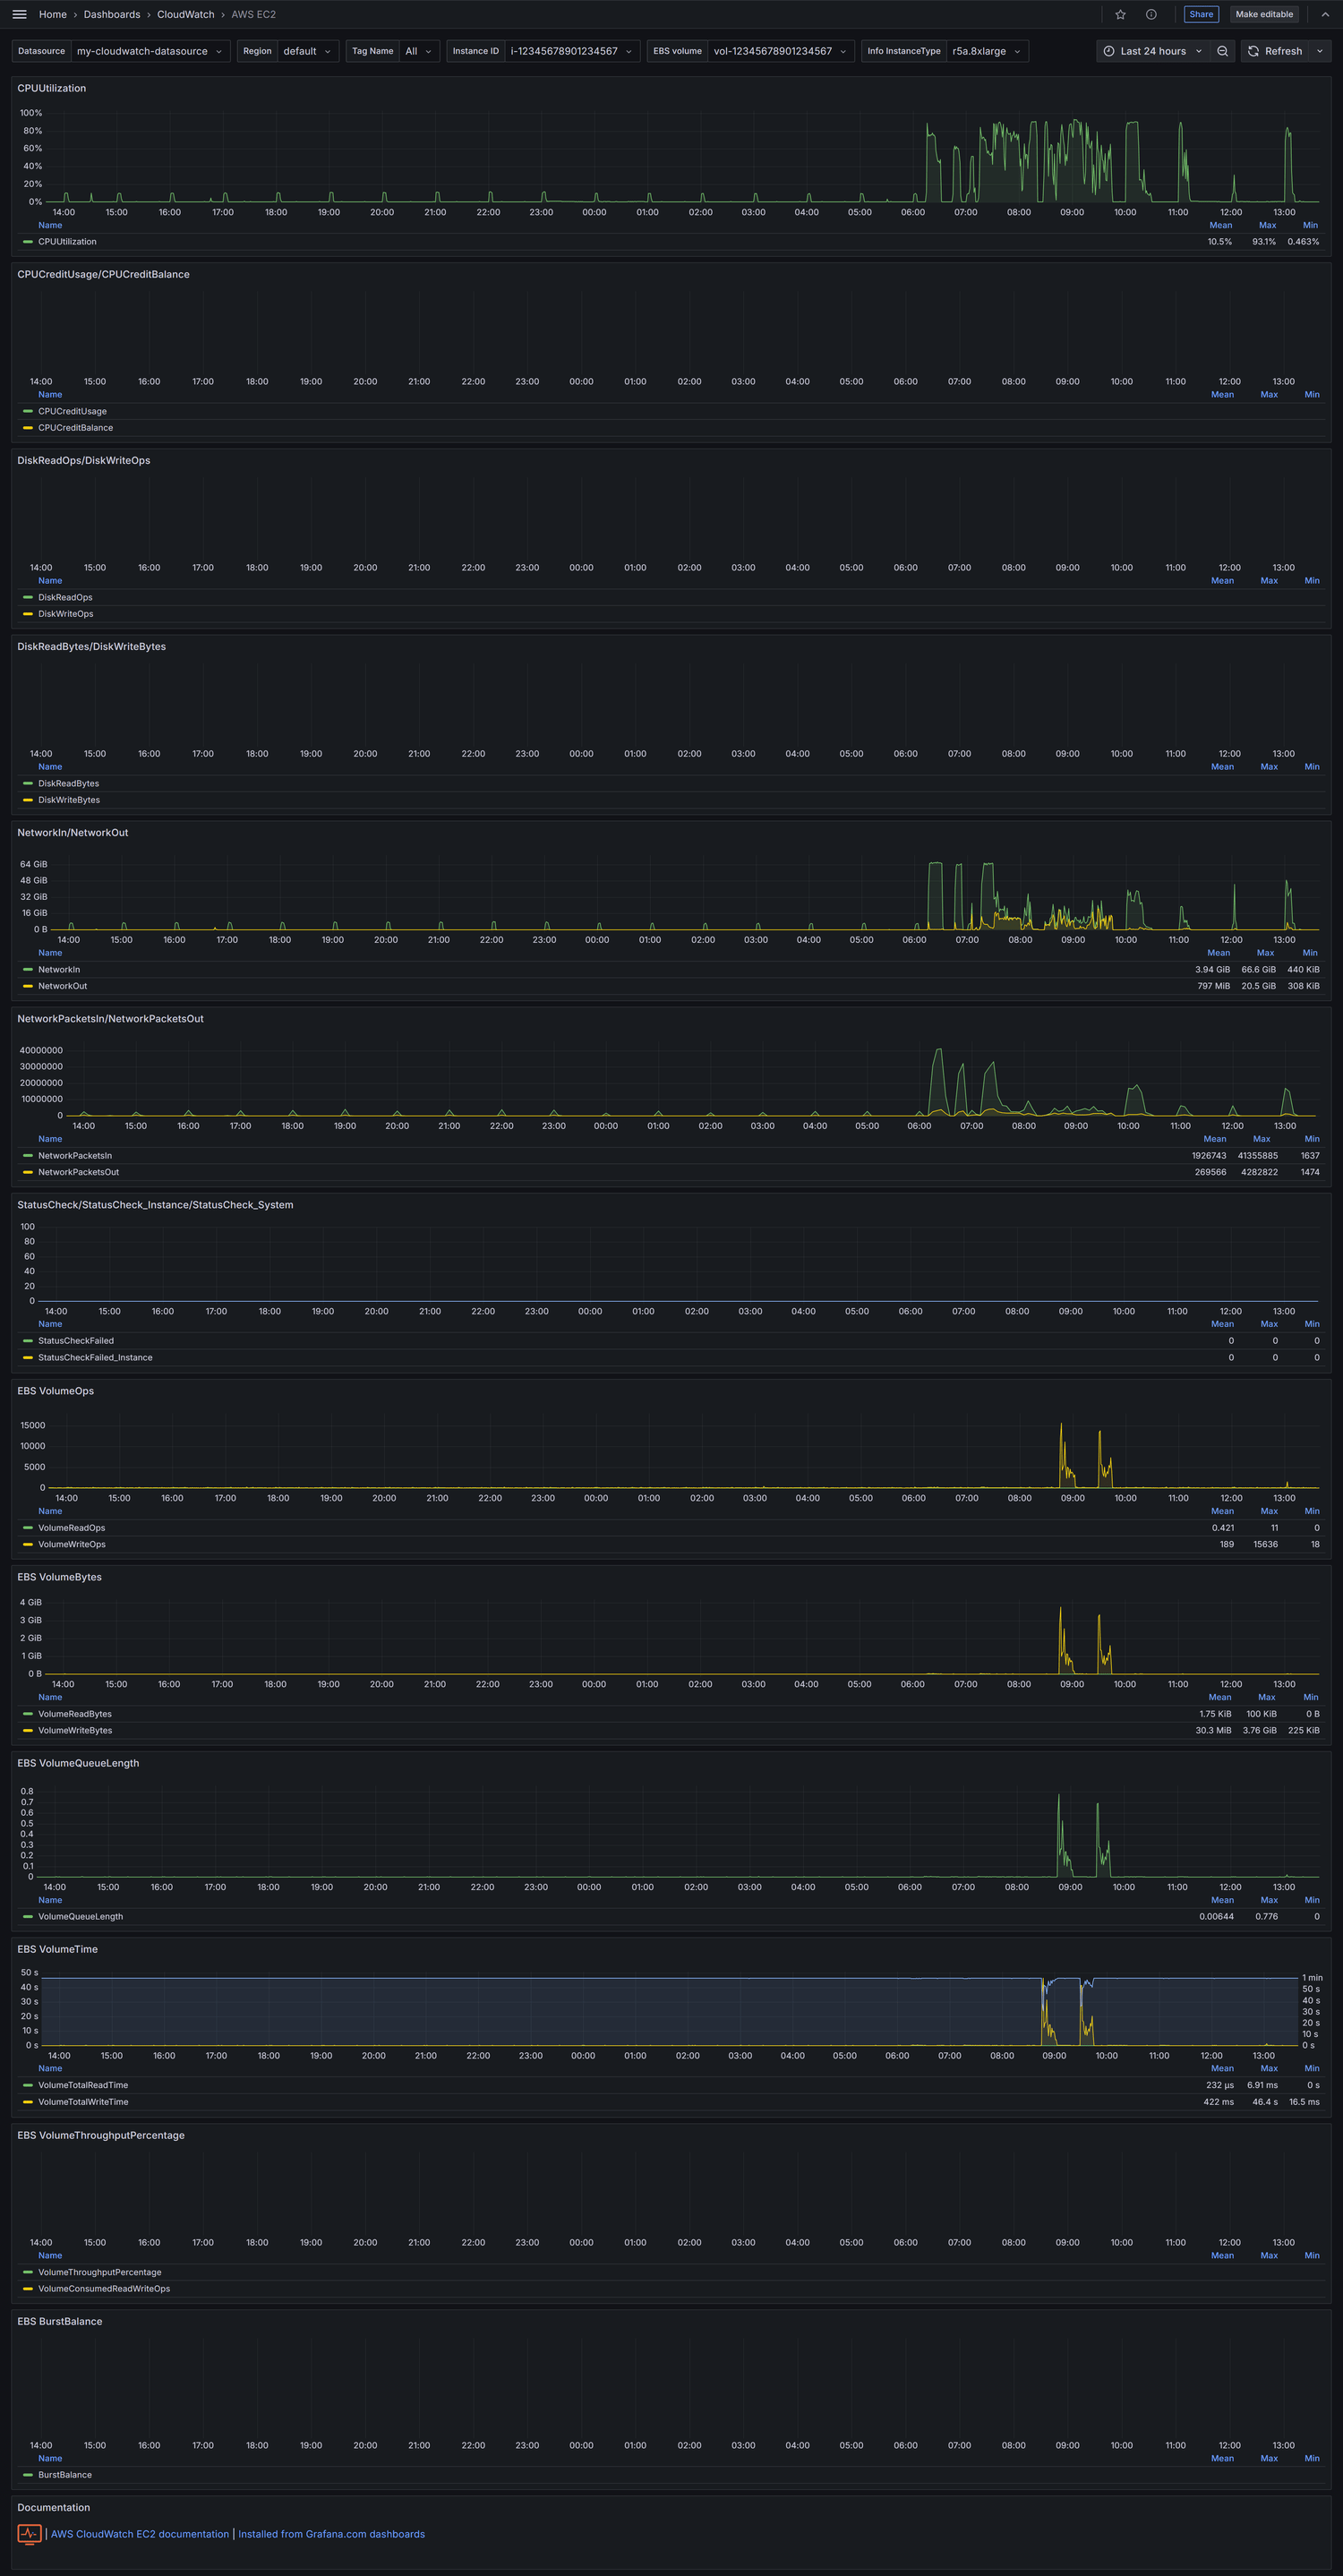 Home › Dashboards › CloudWatch › AWS EC2 Share Make editable
Datasource my-cloudwatch-datasource Region default Tag Name All Instance ID i-12345678901234567 EBS volume vol-12345678901234567 Info InstanceType r5a.8xlarge Last 24 hours Refresh
CPUUtilization
100%
80%
60%
40%
20%
0%
14:00 15:00 16:00 17:00 18:00 19:00 20:00 21:00 22:00 23:00 00:00 01:00 02:00 03:00 04:00 05:00 06:00 07:00 08:00 09:00 10:00 11:00 12:00 13:00
Name Mean Max Min
CPUUtilization 10.5% 93.1% 0.463%
CPUCreditUsage/CPUCreditBalance
14:00 15:00 16:00 17:00 18:00 19:00 20:00 21:00 22:00 23:00 00:00 01:00 02:00 03:00 04:00 05:00 06:00 07:00 08:00 09:00 10:00 11:00 12:00 13:00
Name Mean Max Min
CPUCreditUsage
CPUCreditBalance
DiskReadOps/DiskWriteOps
14:00 15:00 16:00 17:00 18:00 19:00 20:00 21:00 22:00 23:00 00:00 01:00 02:00 03:00 04:00 05:00 06:00 07:00 08:00 09:00 10:00 11:00 12:00 13:00
Name Mean Max Min
DiskReadOps
DiskWriteOps
DiskReadBytes/DiskWriteBytes
14:00 15:00 16:00 17:00 18:00 19:00 20:00 21:00 22:00 23:00 00:00 01:00 02:00 03:00 04:00 05:00 06:00 07:00 08:00 09:00 10:00 11:00 12:00 13:00
Name Mean Max Min
DiskReadBytes
DiskWriteBytes
NetworkIn/NetworkOut
64 GiB
48 GiB
32 GiB
16 GiB
0 B
14:00 15:00 16:00 17:00 18:00 19:00 20:00 21:00 22:00 23:00 00:00 01:00 02:00 03:00 04:00 05:00 06:00 07:00 08:00 09:00 10:00 11:00 12:00 13:00
Name Mean Max Min
NetworkIn 3.94 GiB 66.6 GiB 440 KiB
NetworkOut 797 MiB 20.5 GiB 308 KiB
NetworkPacketsIn/NetworkPacketsOut
40000000
30000000
20000000
10000000
0
14:00 15:00 16:00 17:00 18:00 19:00 20:00 21:00 22:00 23:00 00:00 01:00 02:00 03:00 04:00 05:00 06:00 07:00 08:00 09:00 10:00 11:00 12:00 13:00
Name Mean Max Min
NetworkPacketsIn 1926743 41355885 1637
NetworkPacketsOut 269566 4282822 1474
StatusCheck/StatusCheck_Instance/StatusCheck_System
100
80
60
40
20
0
14:00 15:00 16:00 17:00 18:00 19:00 20:00 21:00 22:00 23:00 00:00 01:00 02:00 03:00 04:00 05:00 06:00 07:00 08:00 09:00 10:00 11:00 12:00 13:00
Name Mean Max Min
StatusCheckFailed 0 0 0
StatusCheckFailed_Instance 0 0 0
EBS VolumeOps
15000
10000
5000
0
14:00 15:00 16:00 17:00 18:00 19:00 20:00 21:00 22:00 23:00 00:00 01:00 02:00 03:00 04:00 05:00 06:00 07:00 08:00 09:00 10:00 11:00 12:00 13:00
Name Mean Max Min
VolumeReadOps 0.421 11 0
VolumeWriteOps 189 15636 18
EBS VolumeBytes
4 GiB
3 GiB
2 GiB
1 GiB
0 B
14:00 15:00 16:00 17:00 18:00 19:00 20:00 21:00 22:00 23:00 00:00 01:00 02:00 03:00 04:00 05:00 06:00 07:00 08:00 09:00 10:00 11:00 12:00 13:00
Name Mean Max Min
VolumeReadBytes 1.75 KiB 100 KiB 0 B
VolumeWriteBytes 30.3 MiB 3.76 GiB 225 KiB
EBS VolumeQueueLength
0.8
0.7
0.6
0.5
0.4
0.3
0.2
0.1
0
14:00 15:00 16:00 17:00 18:00 19:00 20:00 21:00 22:00 23:00 00:00 01:00 02:00 03:00 04:00 05:00 06:00 07:00 08:00 09:00 10:00 11:00 12:00 13:00
Name Mean Max Min
VolumeQueueLength 0.00644 0.776 0
EBS VolumeTime
50 s 1 min
40 s 50 s
30 s 40 s
20 s 30 s
10 s 20 s
0 s 10 s
0 s
14:00 15:00 16:00 17:00 18:00 19:00 20:00 21:00 22:00 23:00 00:00 01:00 02:00 03:00 04:00 05:00 06:00 07:00 08:00 09:00 10:00 11:00 12:00 13:00
Name Mean Max Min
VolumeTotalReadTime 232 µs 6.91 ms 0 s
VolumeTotalWriteTime 422 ms 46.4 s 16.5 ms
EBS VolumeThroughputPercentage
14:00 15:00 16:00 17:00 18:00 19:00 20:00 21:00 22:00 23:00 00:00 01:00 02:00 03:00 04:00 05:00 06:00 07:00 08:00 09:00 10:00 11:00 12:00 13:00
Name Mean Max Min
VolumeThroughputPercentage
VolumeConsumedReadWriteOps
EBS BurstBalance
14:00 15:00 16:00 17:00 18:00 19:00 20:00 21:00 22:00 23:00 00:00 01:00 02:00 03:00 04:00 05:00 06:00 07:00 08:00 09:00 10:00 11:00 12:00 13:00
Name Mean Max Min
BurstBalance
Documentation
| AWS CloudWatch EC2 documentation | Installed from Grafana.com dashboards